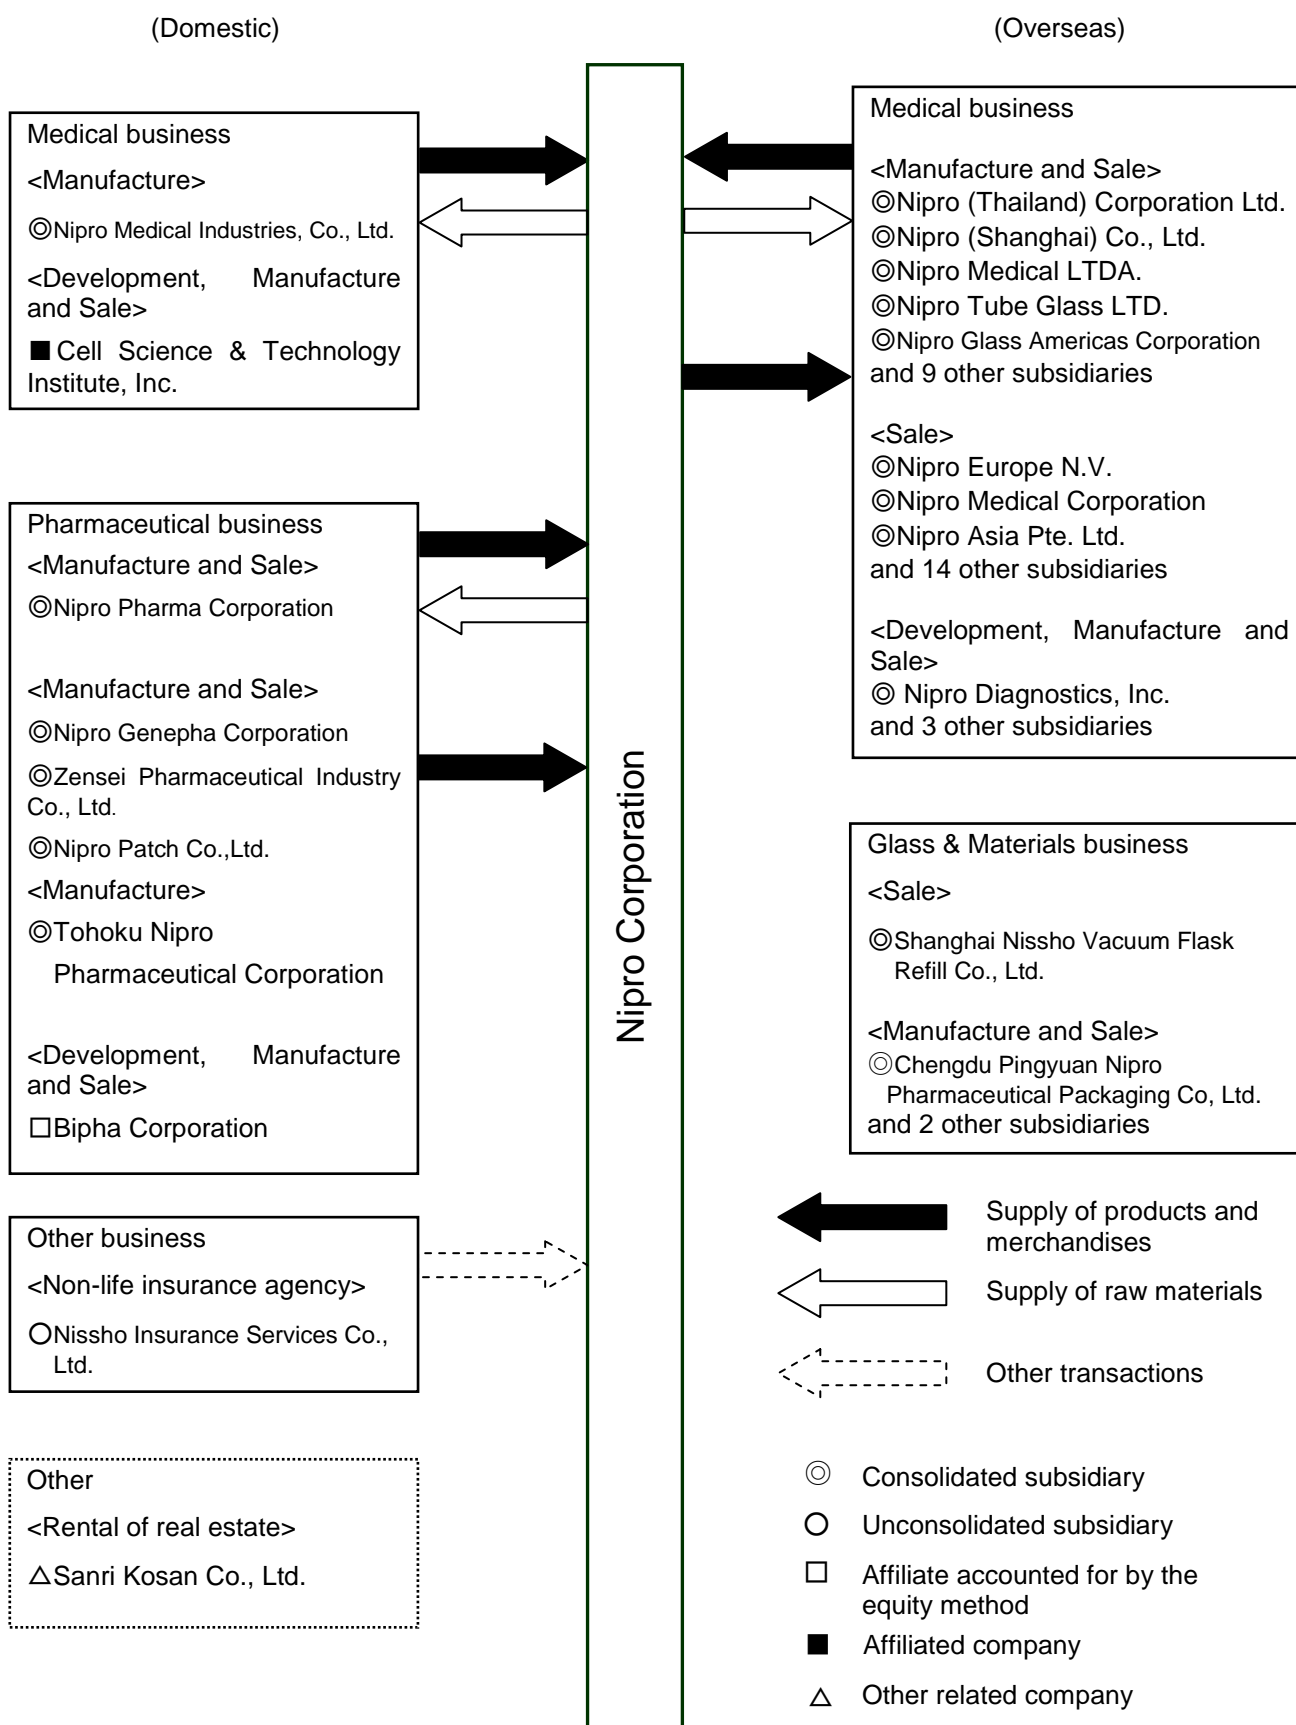 (Domestic)
(Overseas)
Medical business
<Manufacture>
◎Nipro Medical Industries, Co., Ltd.
<Development, Manufacture
and Sale>
■Cell Science & Technology
Institute, Inc.
Pharmaceutical business
<Manufacture and Sale>
◎Nipro Pharma Corporation
<Manufacture and Sale>
◎Nipro Genepha Corporation
◎Zensei Pharmaceutical Industry
Co., Ltd.
◎Nipro Patch Co.,Ltd.
<Manufacture>
◎Tohoku Nipro
Pharmaceutical Corporation
<Development, Manufacture
and Sale>
□Bipha Corporation
Other business
<Non-life insurance agency>
○Nissho Insurance Services Co.,
Ltd.
Other
<Rental of real estate>
△Sanri Kosan Co., Ltd.
Nipro Corporation
Medical business
<Manufacture and Sale>
◎Nipro (Thailand) Corporation Ltd.
◎Nipro (Shanghai) Co., Ltd.
◎Nipro Medical LTDA.
◎Nipro Tube Glass LTD.
◎Nipro Glass Americas Corporation
and 9 other subsidiaries
<Sale>
◎Nipro Europe N.V.
◎Nipro Medical Corporation
◎Nipro Asia Pte. Ltd.
and 14 other subsidiaries
<Development, Manufacture and
Sale>
◎ Nipro Diagnostics, Inc.
and 3 other subsidiaries
Glass & Materials business
<Sale>
◎Shanghai Nissho Vacuum Flask
Refill Co., Ltd.
<Manufacture and Sale>
◎Chengdu Pingyuan Nipro
Pharmaceutical Packaging Co, Ltd.
and 2 other subsidiaries
Supply of products and
merchandises
Supply of raw materials
Other transactions
◎ Consolidated subsidiary
○ Unconsolidated subsidiary
□ Affiliate accounted for by the
equity method
■ Affiliated company
△ Other related company